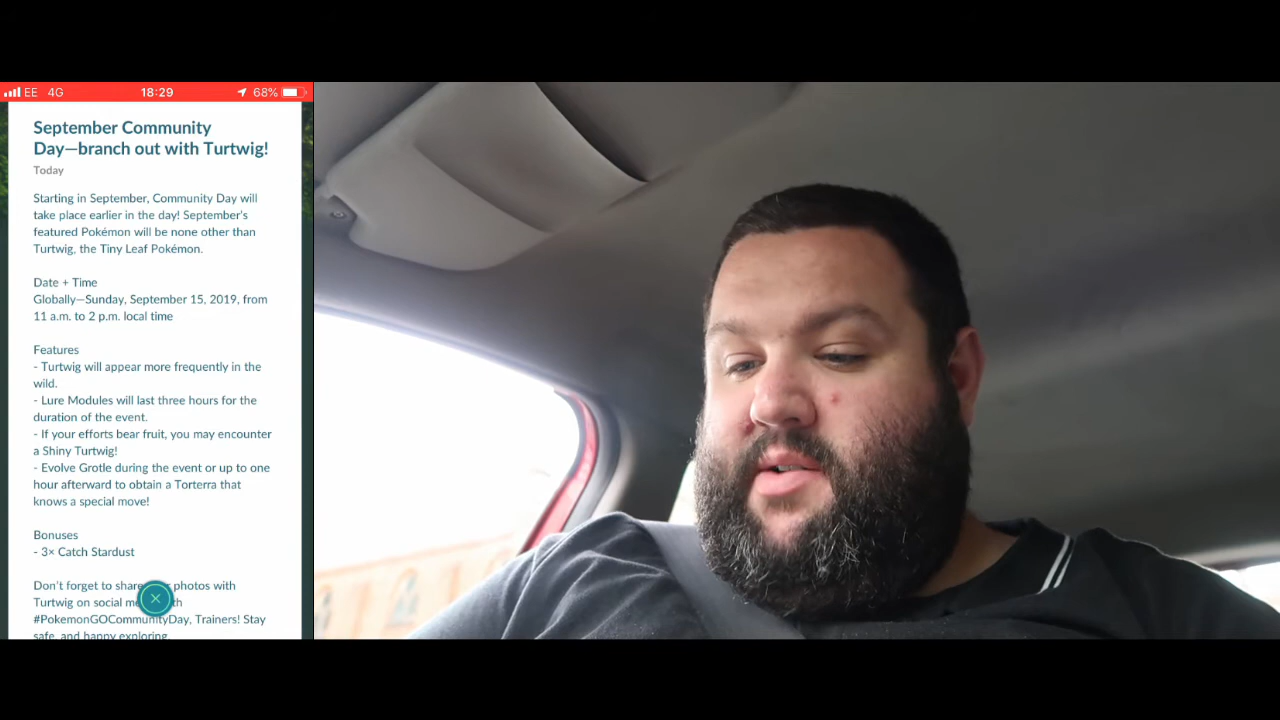 EE 4G 18:29 68%
September Community
Day—branch out with Turtwig!
Today
Starting in September, Community Day will
take place earlier in the day! September's
featured Pokémon will be none other than
Turtwig, the Tiny Leaf Pokémon.
Date + Time
Globally—Sunday, September 15, 2019, from
11 a.m. to 2 p.m. local time
Features
- Turtwig will appear more frequently in the
wild.
- Lure Modules will last three hours for the
duration of the event.
- If your efforts bear fruit, you may encounter
a Shiny Turtwig!
- Evolve Grotle during the event or up to one
hour afterward to obtain a Torterra that
knows a special move!
Bonuses
- 3× Catch Stardust
Don't forget to share photos with
Turtwig on social
#PokemonGOCommunityDay, Trainers! Stay
safe, and happy exploring.